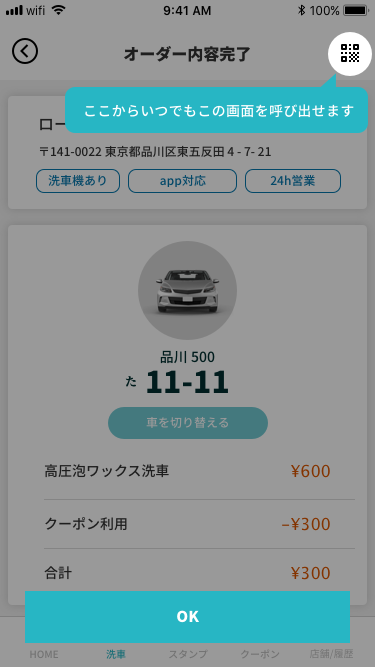 wifi 9:41 AM 100%
オーダー内容完了
ここからいつでもこの画面を呼び出せます
ロー
〒141-0022 東京都品川区東五反田 4 - 7- 21
洗車機あり app対応 24h営業
品川 500
た 11-11
車を切り替える
高圧泡ワックス洗車 ¥600
クーポン利用 −¥300
合計 ¥300
OK
HOME 洗車 スタンプ クーポン 店舗/履歴